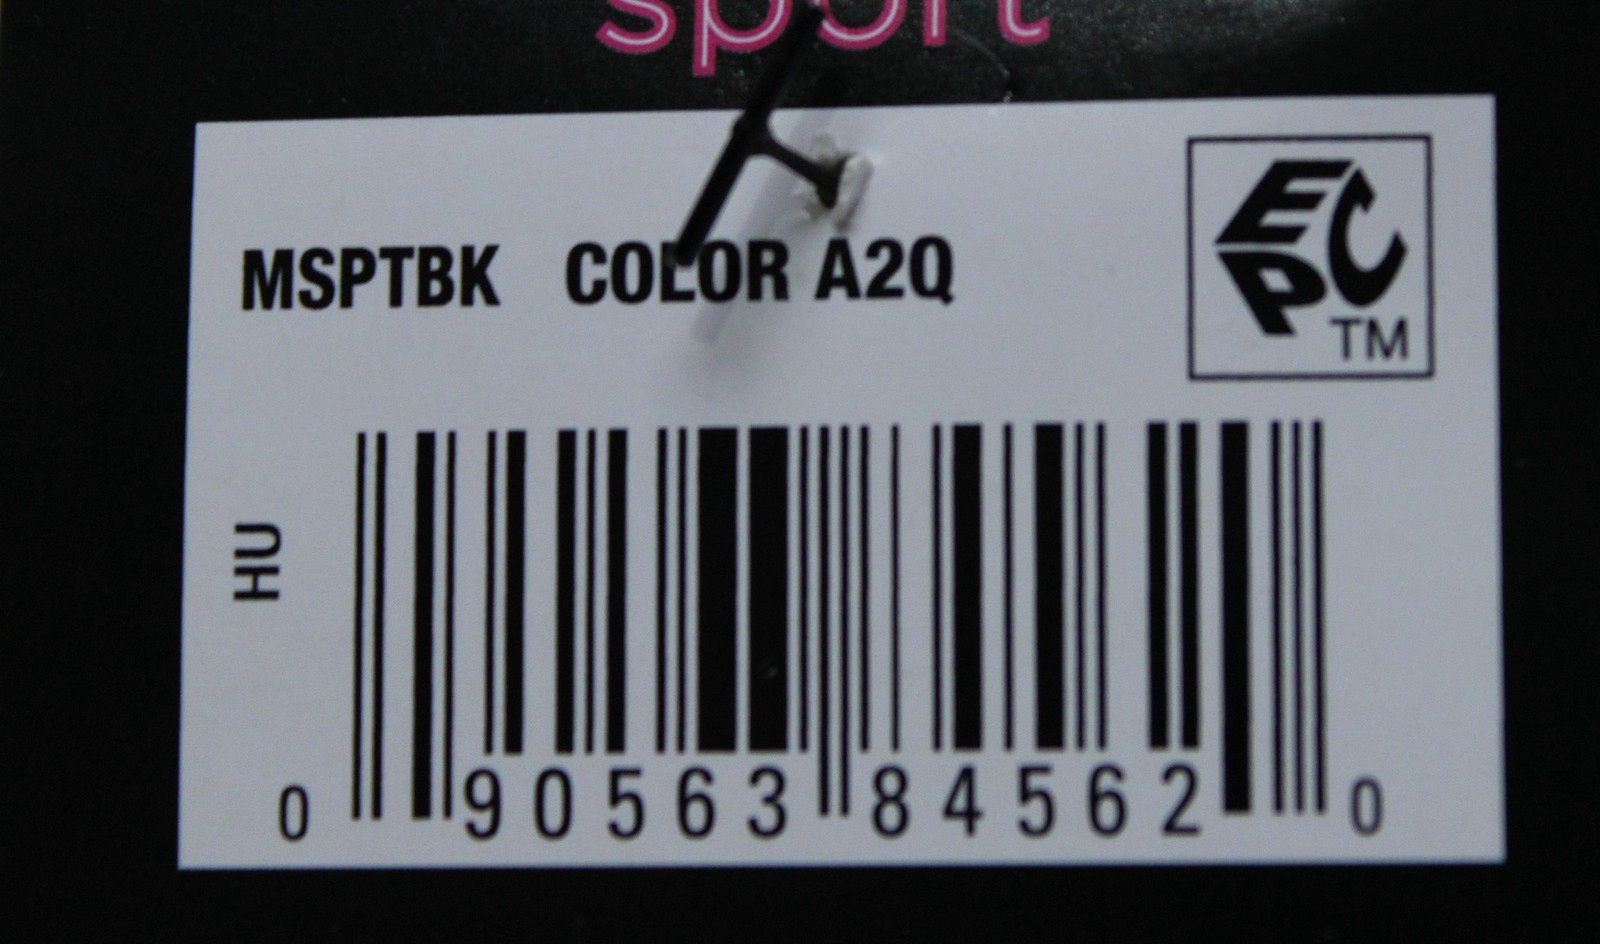 sport
MSPTBK COLOR A2Q
EPC TM
HU
0 90563 84562 0